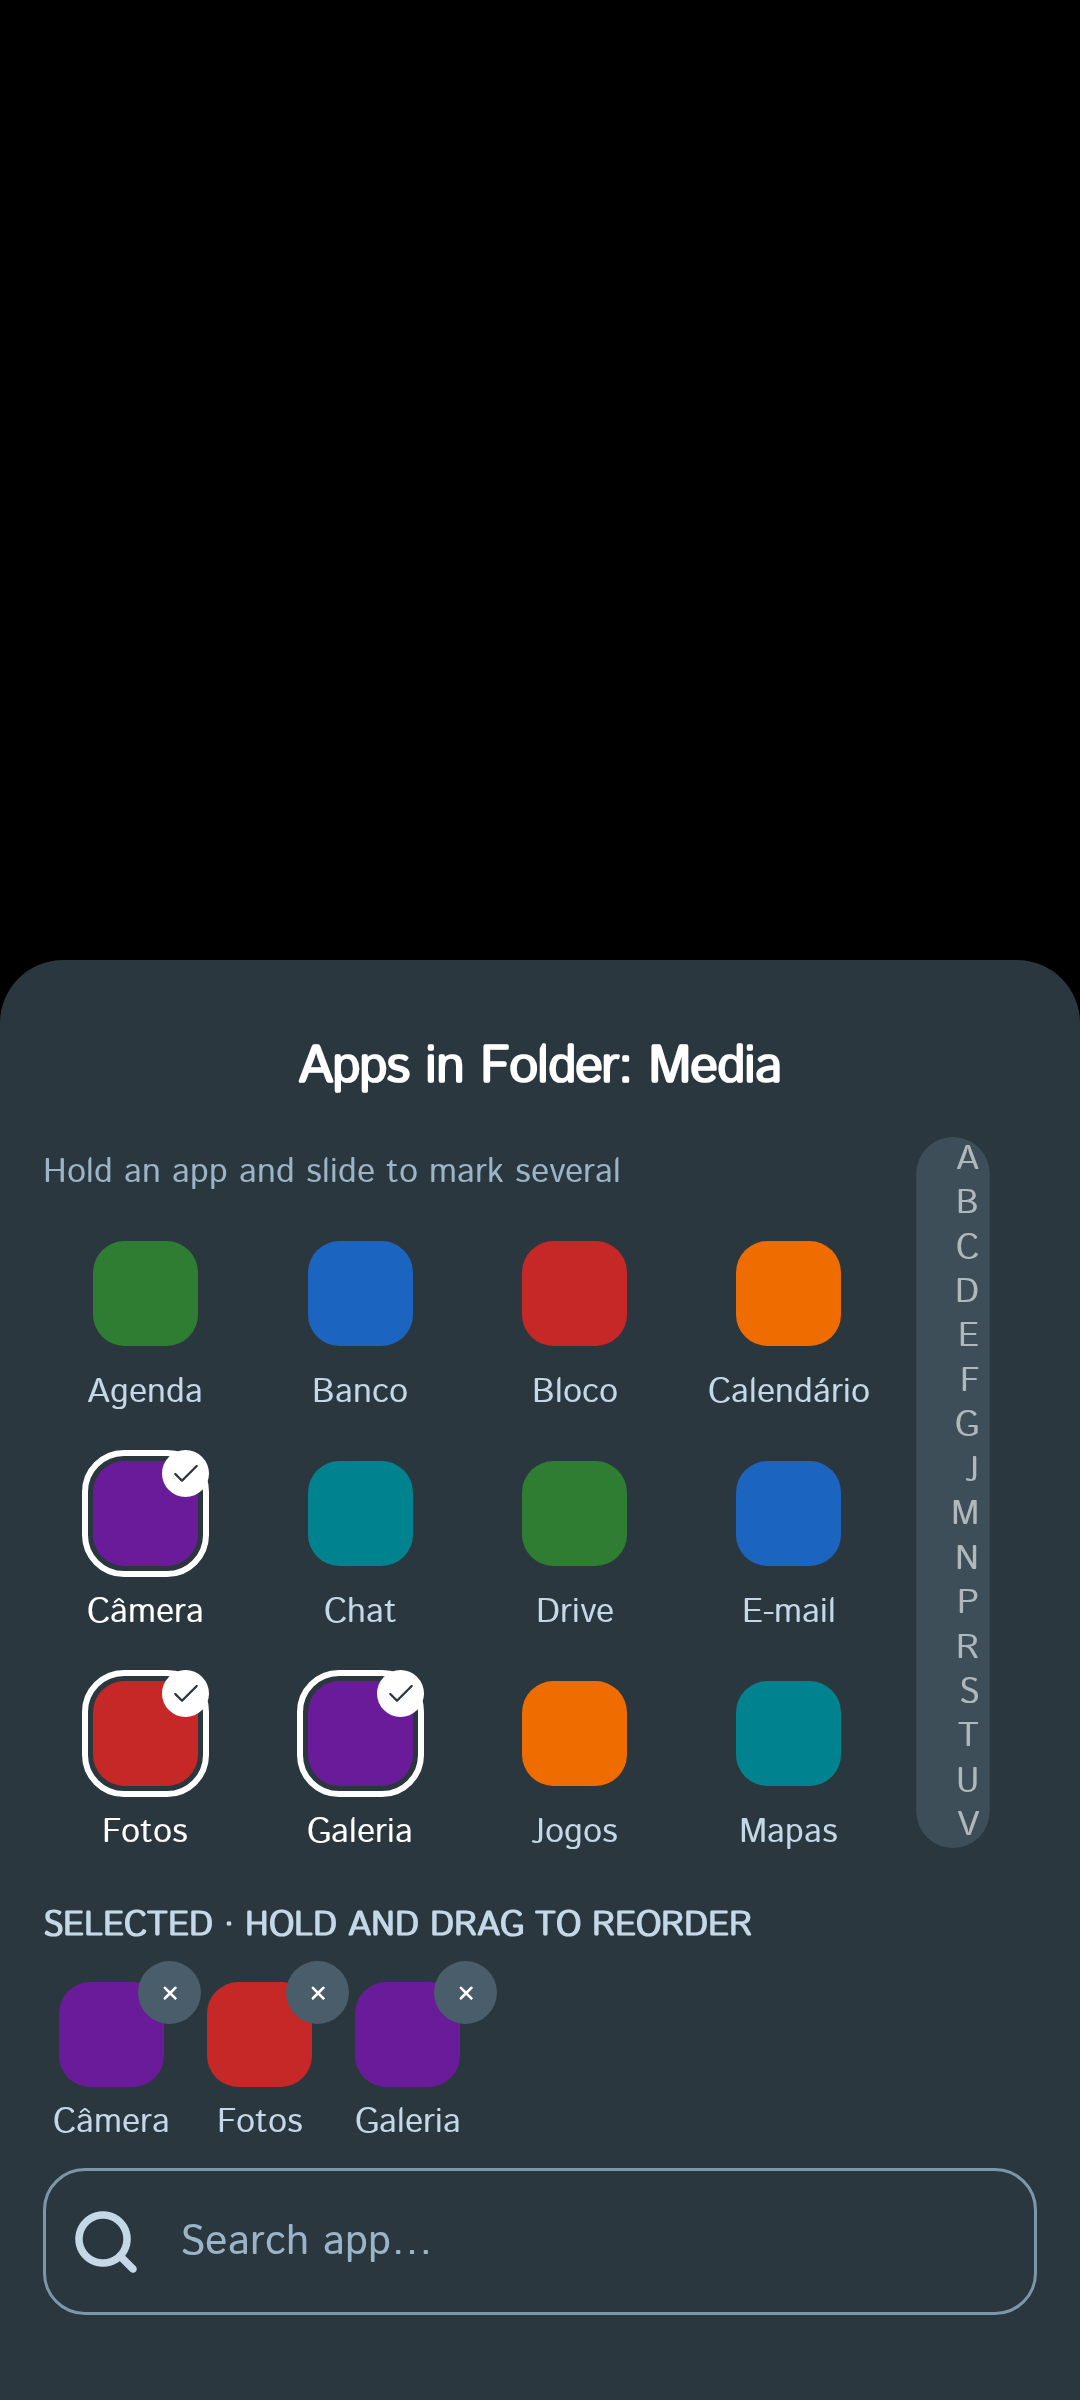 Apps in Folder: Media
Hold an app and slide to mark several
Agenda
Banco
Bloco
Calendário
Câmera
Chat
Drive
E-mail
Fotos
Galeria
Jogos
Mapas
A
B
C
D
E
F
G
J
M
N
P
R
S
T
U
V
SELECTED · HOLD AND DRAG TO REORDER
Câmera
Fotos
Galeria
Search app...